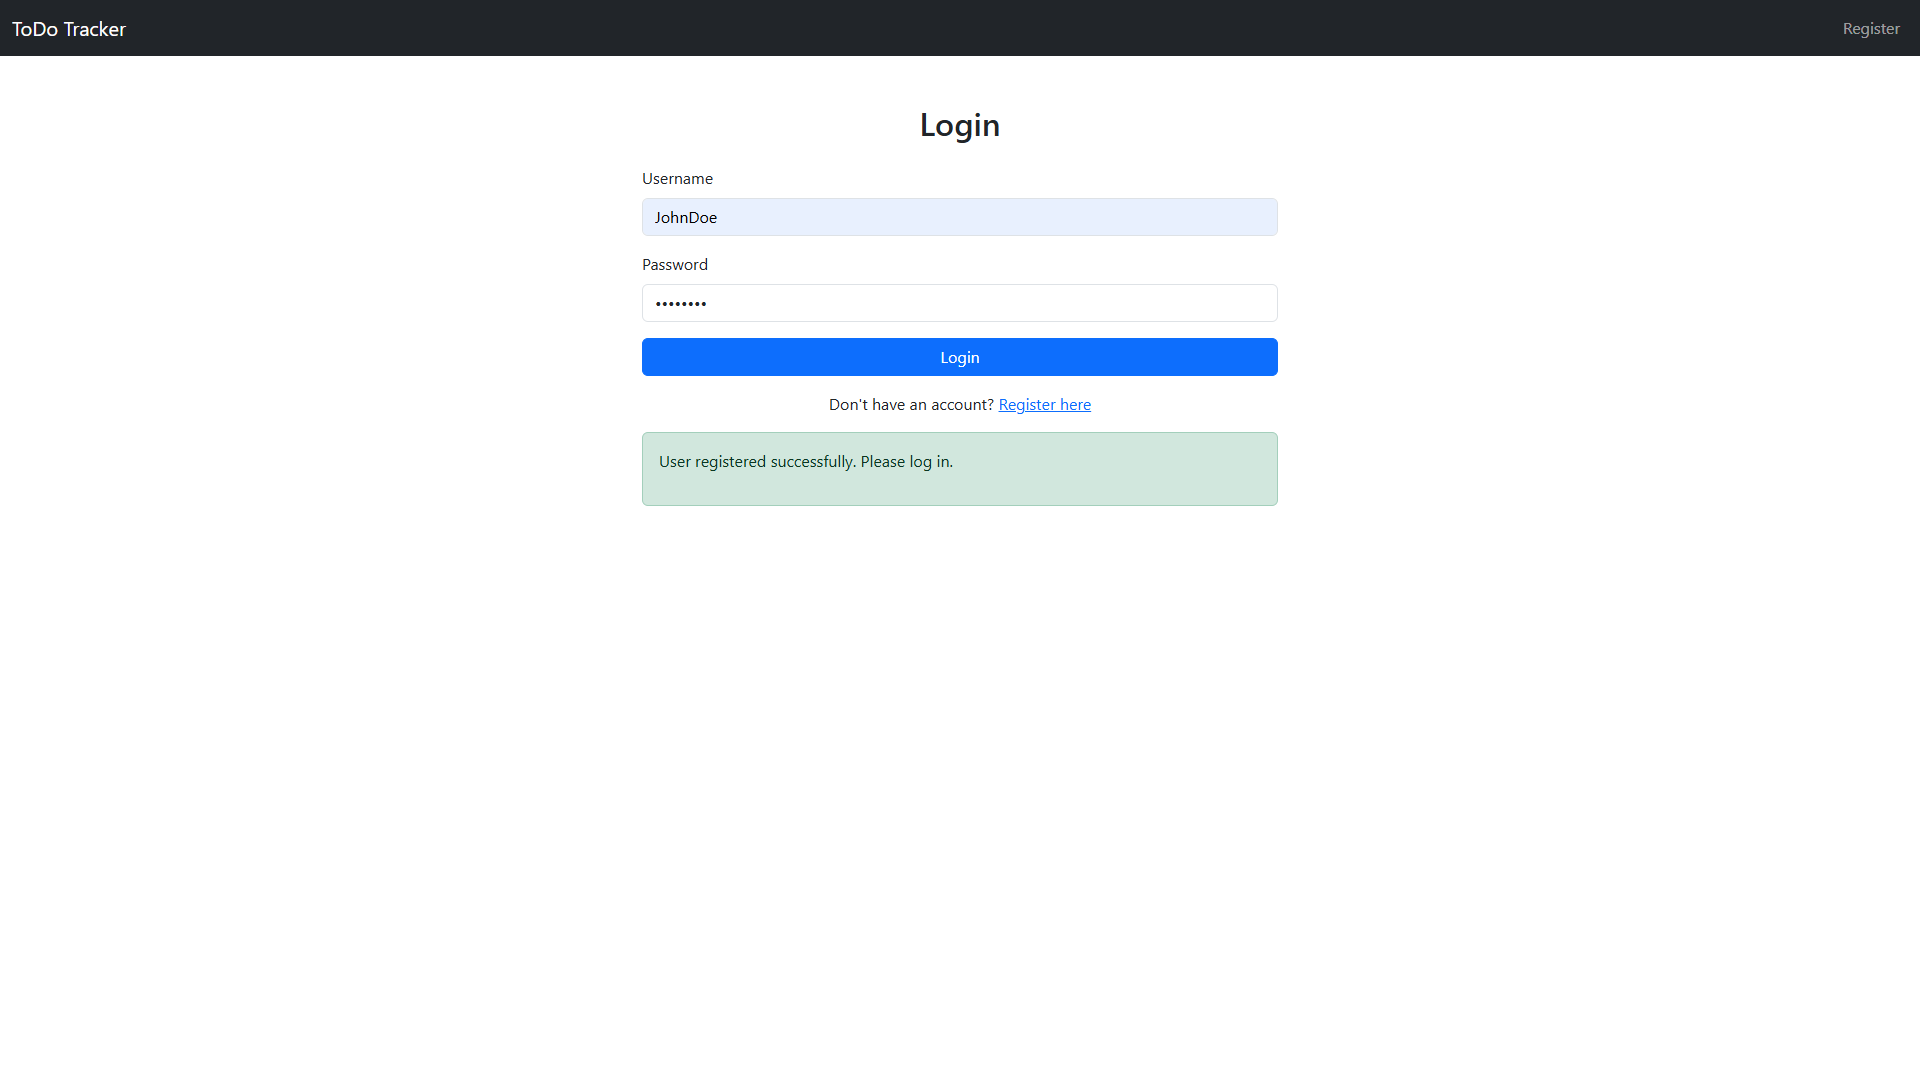 ToDo Tracker
Register
Login
Username
JohnDoe
Password
••••••••
Login
Don't have an account? Register here
User registered successfully. Please log in.